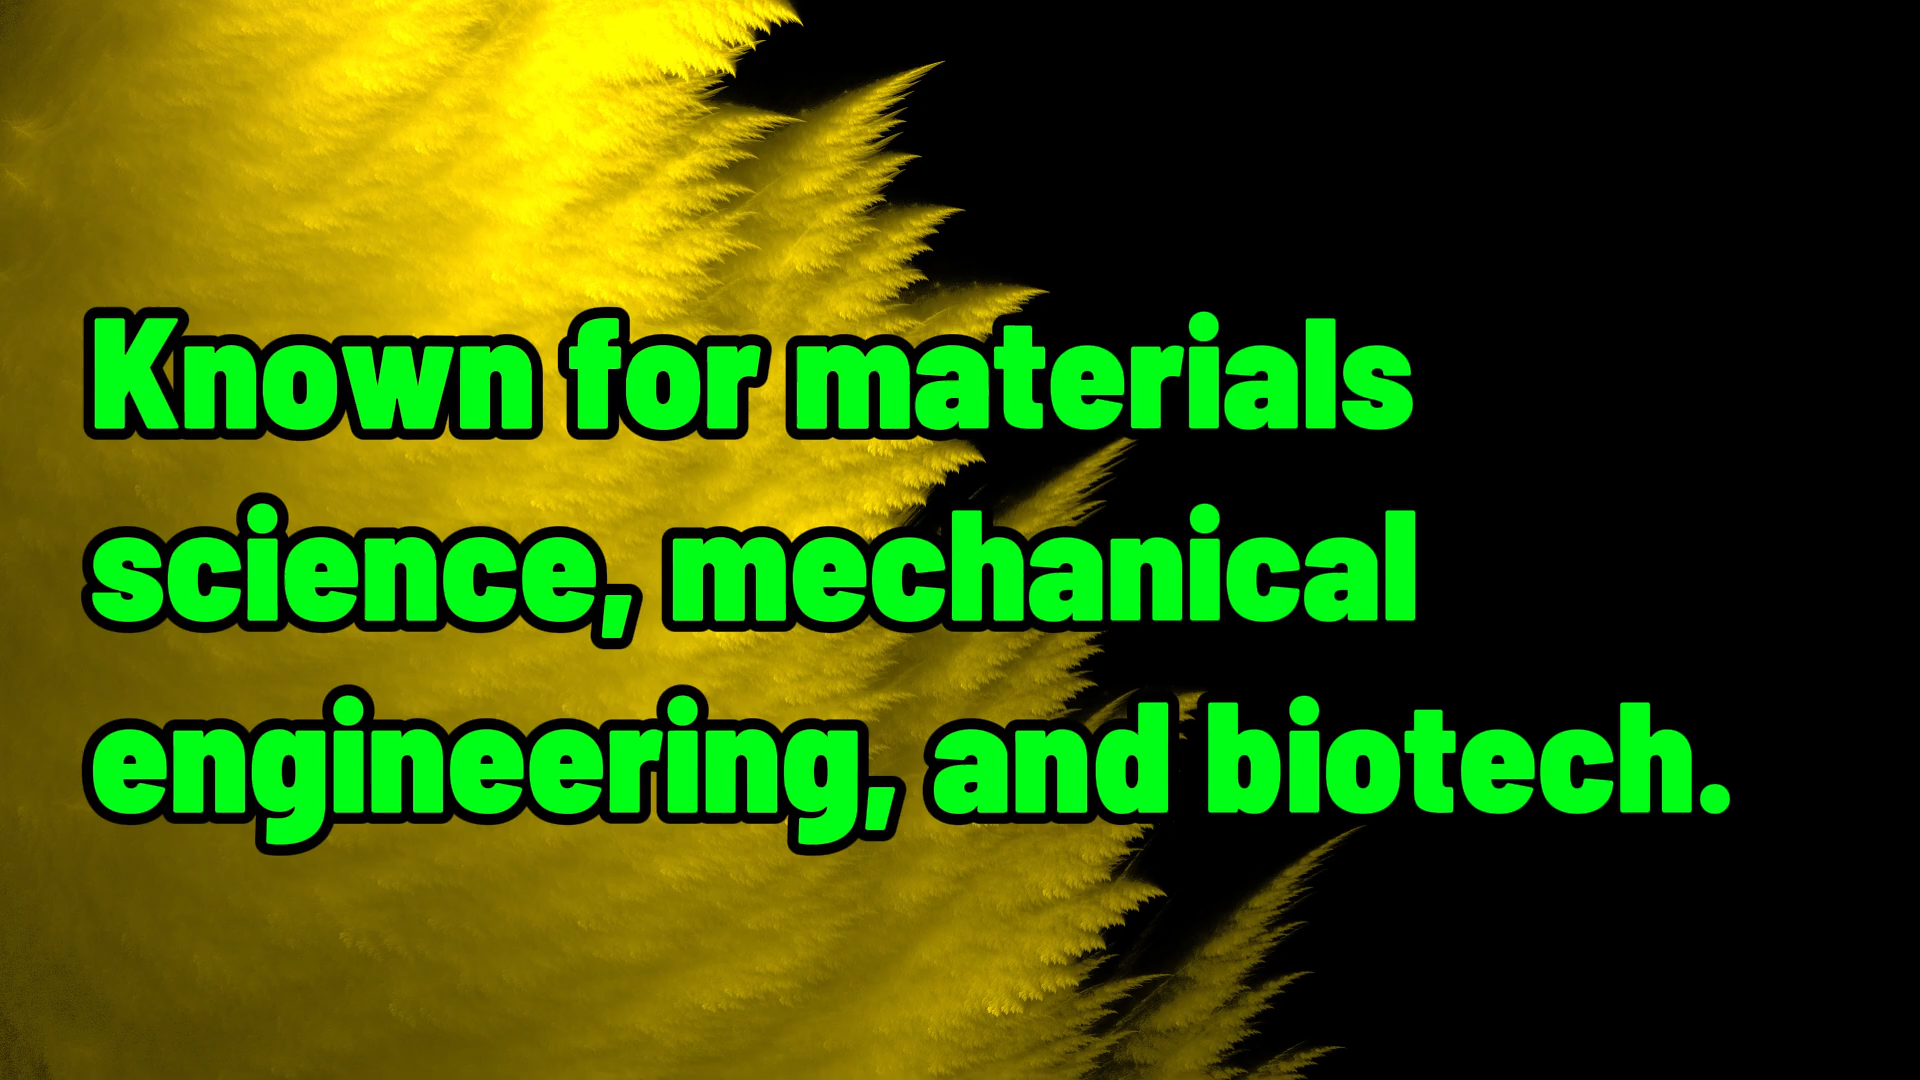 Known for materials
science, mechanical
engineering, and biotech.